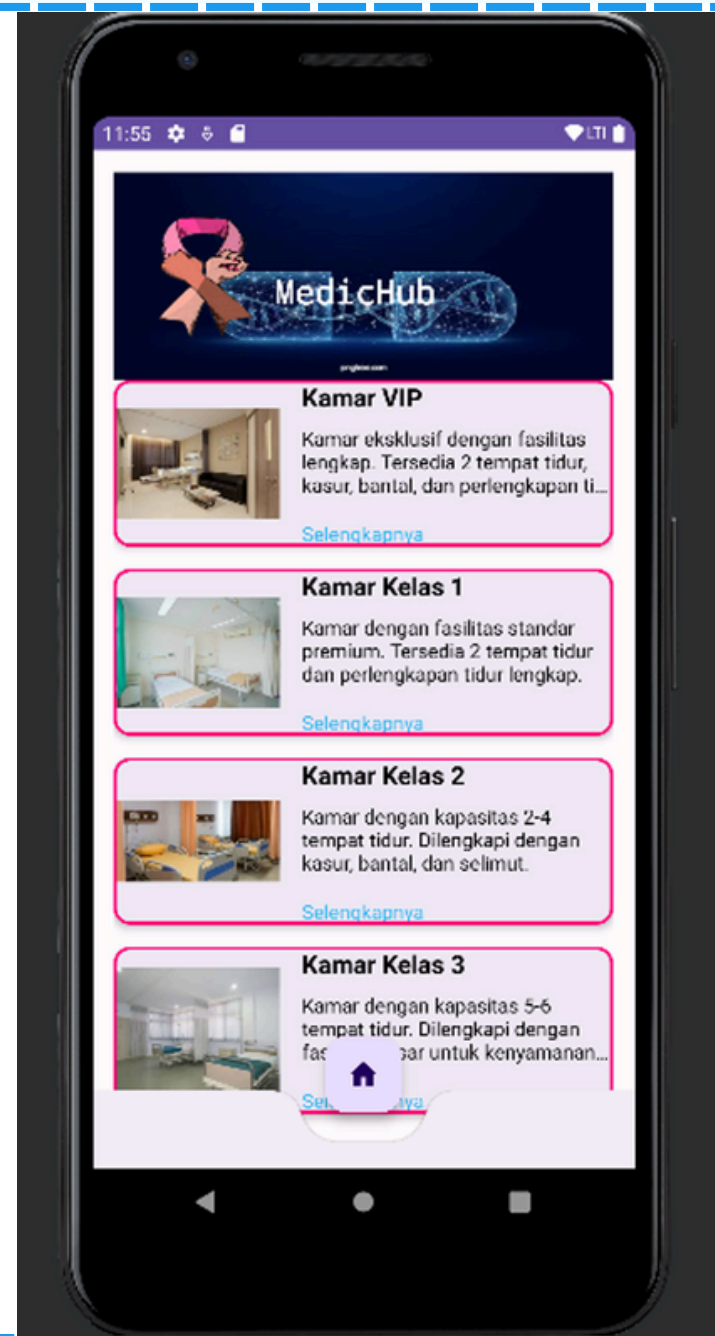 11:55
LTE
MedicHub
pngtree.com
Kamar VIP
Kamar eksklusif dengan fasilitas
lengkap. Tersedia 2 tempat tidur,
kasur, bantal, dan perlengkapan ti...
Selengkapnya
Kamar Kelas 1
Kamar dengan fasilitas standar
premium. Tersedia 2 tempat tidur
dan perlengkapan tidur lengkap.
Selengkapnya
Kamar Kelas 2
Kamar dengan kapasitas 2-4
tempat tidur. Dilengkapi dengan
kasur, bantal, dan selimut.
Selengkapnya
Kamar Kelas 3
Kamar dengan kapasitas 5-6
tempat tidur. Dilengkapi dengan
untuk kenyamanan...